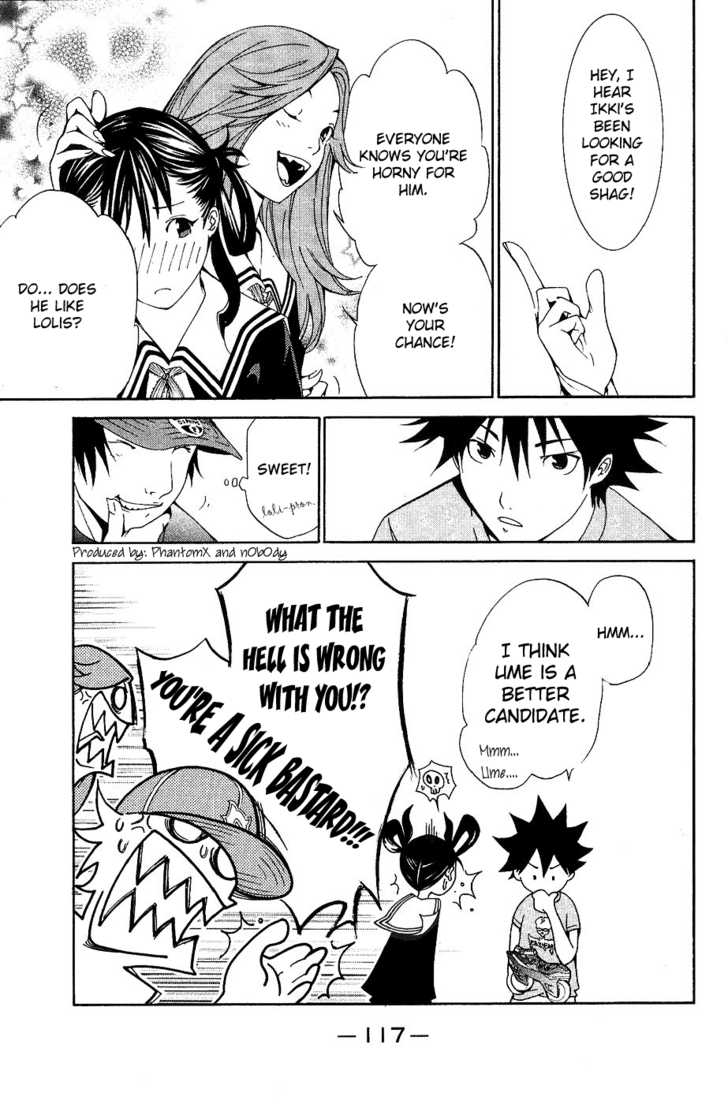 HEY, I
HEAR
IKKI'S
BEEN
LOOKING
FOR A
GOOD
SHAG!
EVERYONE
KNOWS YOU'RE
HORNY FOR
HIM.
NOW'S
YOUR
CHANCE!
DO... DOES
HE LIKE
LOLIS?
SWEET!
loli-pron
Produced by: PhantomX and n0b0dy
HMM...
I THINK
UME IS A
BETTER
CANDIDATE.
Mmm...
Ume....
WHAT THE
HELL IS WRONG
WITH YOU!?
YOU'RE A SICK BASTARD!!!
—117—